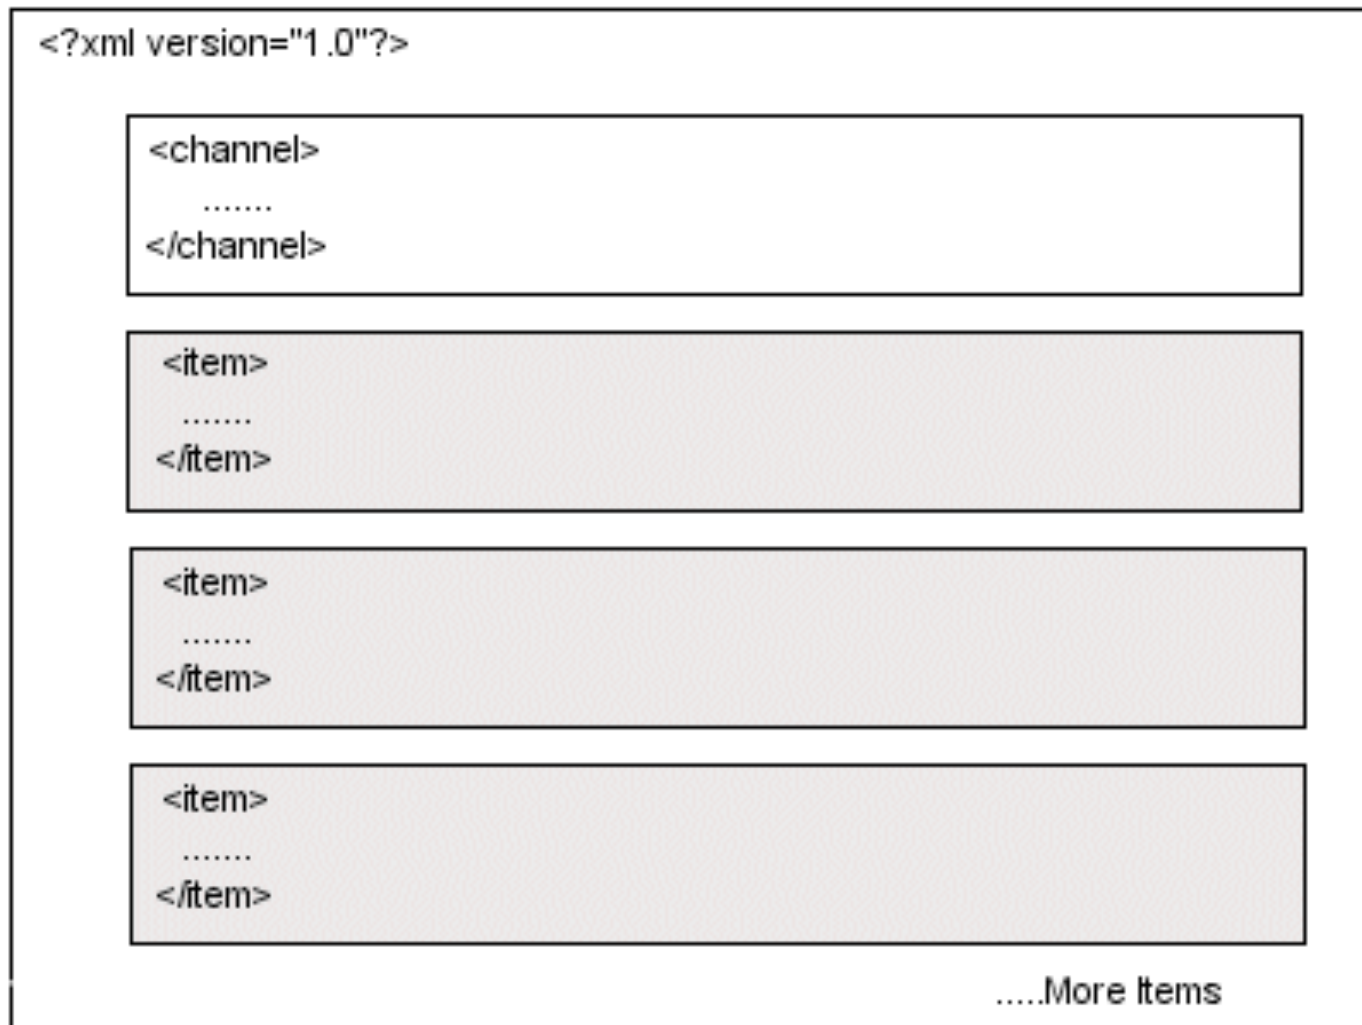 <?xml version="1.0"?>
<channel>
.......
</channel>
<item>
.......
</item>
<item>
.......
</item>
<item>
.......
</item>
.....More Items